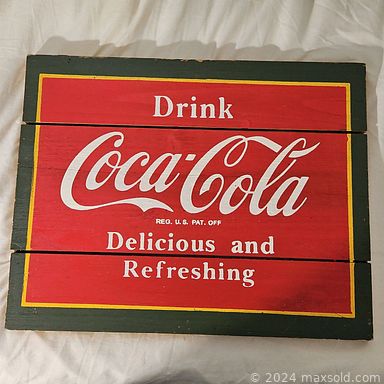 Drink
Coca-Cola
REG. U.S. PAT. OFF
Delicious and
Refreshing
© 2024 maxsold.com